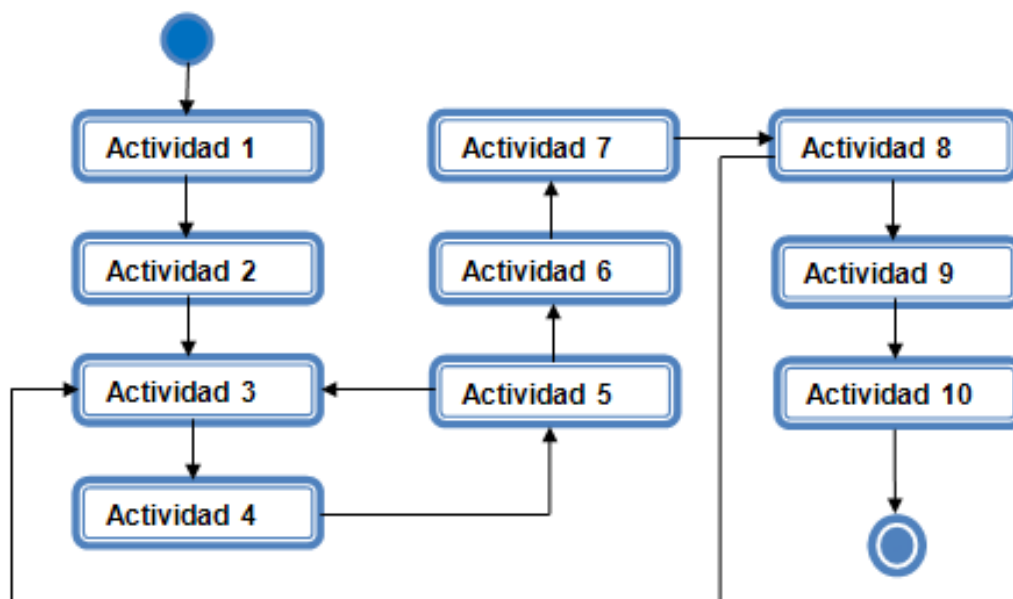 Actividad 1
Actividad 2
Actividad 3
Actividad 4
Actividad 5
Actividad 6
Actividad 7
Actividad 8
Actividad 9
Actividad 10